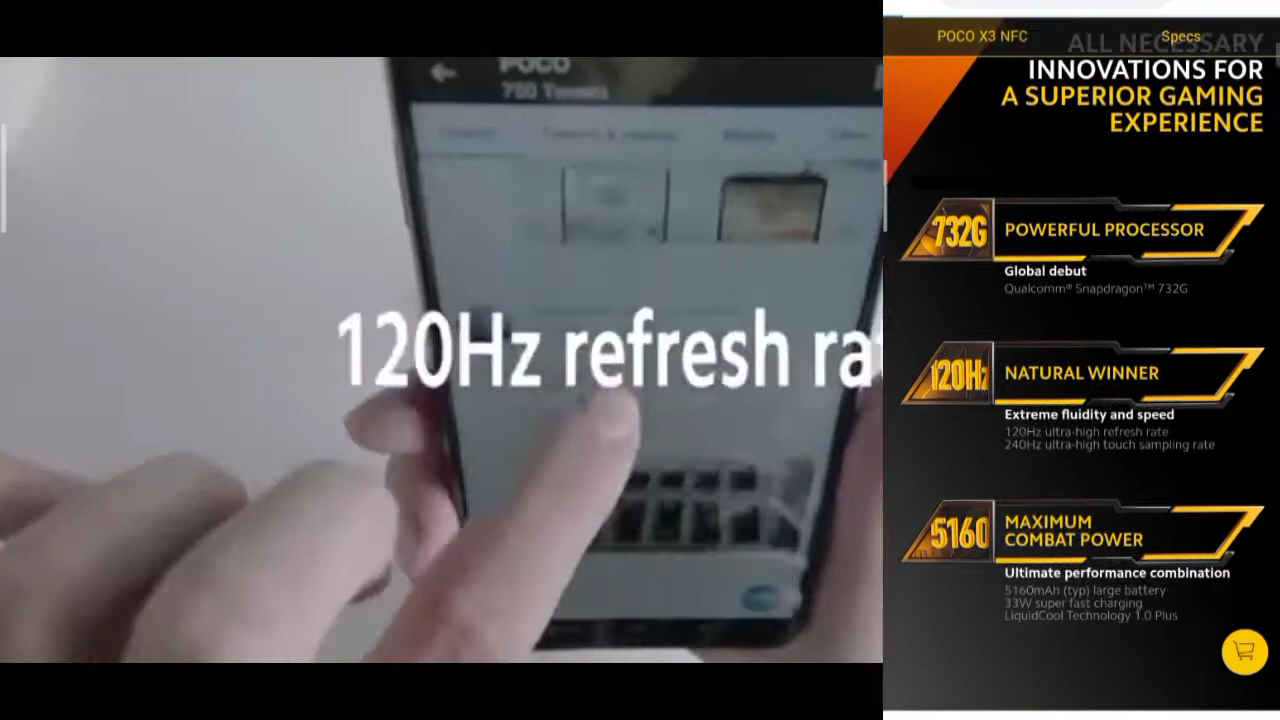 POCO
750 Tweets
120Hz refresh ra
POCO X3 NFC
Specs
ALL NECESSARY
INNOVATIONS FOR
A SUPERIOR GAMING
EXPERIENCE
732G
POWERFUL PROCESSOR
Global debut
Qualcomm® Snapdragon™ 732G
120Hz
NATURAL WINNER
Extreme fluidity and speed
120Hz ultra-high refresh rate
240Hz ultra-high touch sampling rate
5160
MAXIMUM
COMBAT POWER
Ultimate performance combination
5160mAh (typ) large battery
33W super fast charging
LiquidCool Technology 1.0 Plus